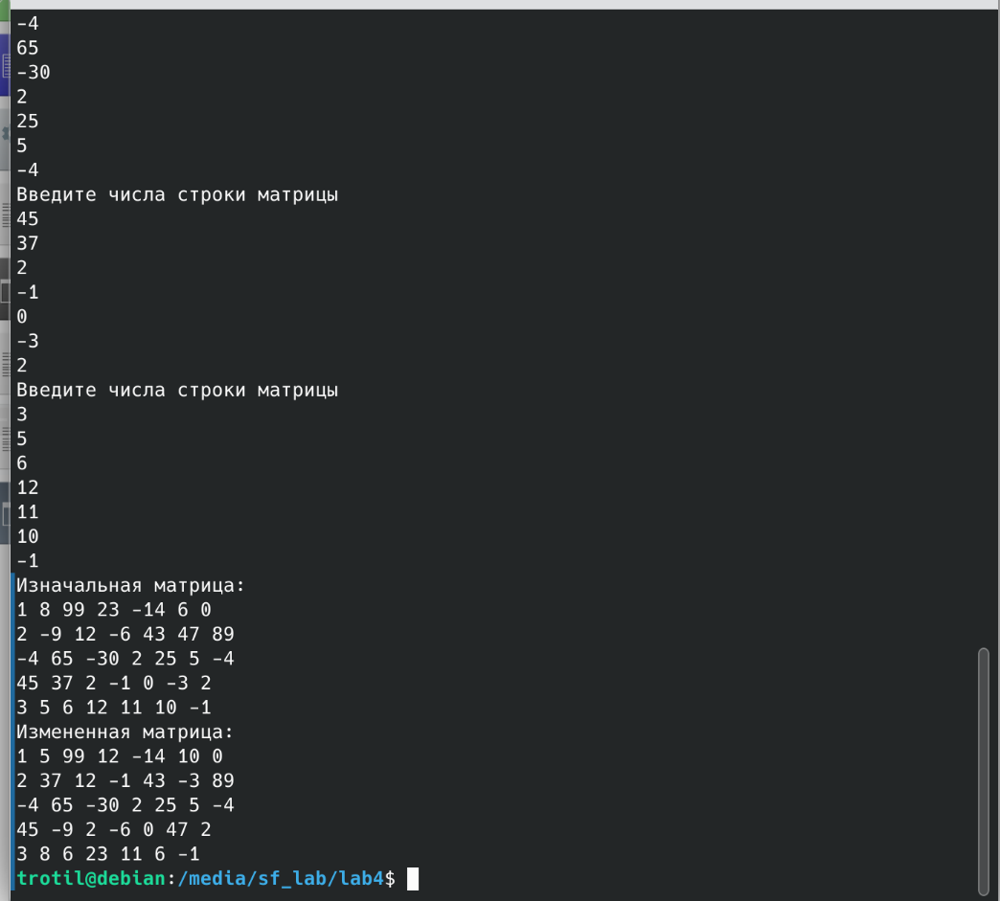 -4
65
-30
2
25
5
-4
Введите числа строки матрицы
45
37
2
-1
0
-3
2
Введите числа строки матрицы
3
5
6
12
11
10
-1
Изначальная матрица:
1 8 99 23 -14 6 0
2 -9 12 -6 43 47 89
-4 65 -30 2 25 5 -4
45 37 2 -1 0 -3 2
3 5 6 12 11 10 -1
Измененная матрица:
1 5 99 12 -14 10 0
2 37 12 -1 43 -3 89
-4 65 -30 2 25 5 -4
45 -9 2 -6 0 47 2
3 8 6 23 11 6 -1
trotil@debian:/media/sf_lab/lab4$